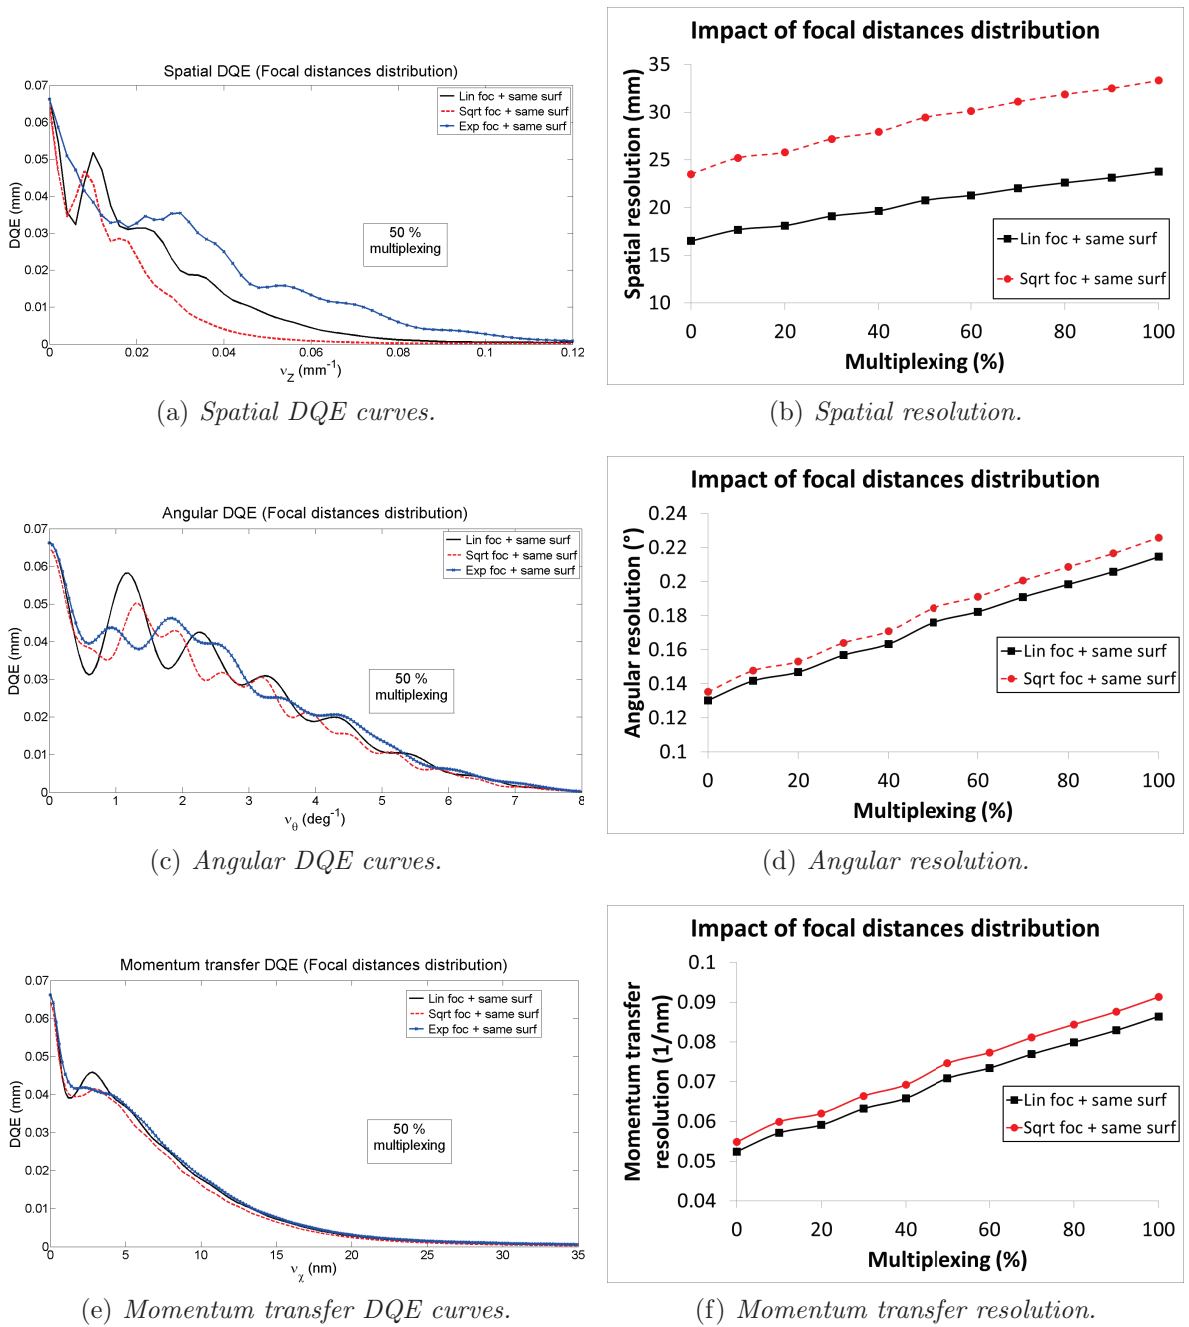 Spatial DQE (Focal distances distribution)
0.07
0.06
0.05
0.04
0.03
0.02
0.01
0
DQE (mm)
Lin foc + same surf
Sqrt foc + same surf
Exp foc + same surf
50 %
multiplexing
0 0.02 0.04 0.06 0.08 0.1 0.12
νZ (mm-1)
(a) Spatial DQE curves.
Impact of focal distances distribution
35
30
25
20
15
10
Spatial resolution (mm)
Lin foc + same surf
Sqrt foc + same surf
0 20 40 60 80 100
Multiplexing (%)
(b) Spatial resolution.
Angular DQE (Focal distances distribution)
0.07
0.06
0.05
0.04
0.03
0.02
0.01
0
DQE (mm)
Lin foc + same surf
Sqrt foc + same surf
Exp foc + same surf
50 %
multiplexing
0 1 2 3 4 5 6 7 8
νθ (deg-1)
(c) Angular DQE curves.
Impact of focal distances distribution
0.24
0.22
0.2
0.18
0.16
0.14
0.12
0.1
Angular resolution (°)
Lin foc + same surf
Sqrt foc + same surf
0 20 40 60 80 100
Multiplexing (%)
(d) Angular resolution.
Momentum transfer DQE (Focal distances distribution)
0.07
0.06
0.05
0.04
0.03
0.02
0.01
0
DQE (mm)
Lin foc + same surf
Sqrt foc + same surf
Exp foc + same surf
50 %
multiplexing
0 5 10 15 20 25 30 35
νχ (nm)
(e) Momentum transfer DQE curves.
Impact of focal distances distribution
0.1
0.09
0.08
0.07
0.06
0.05
0.04
Momentum transfer
resolution (1/nm)
Lin foc + same surf
Sqrt foc + same surf
0 20 40 60 80 100
Multiplexing (%)
(f) Momentum transfer resolution.